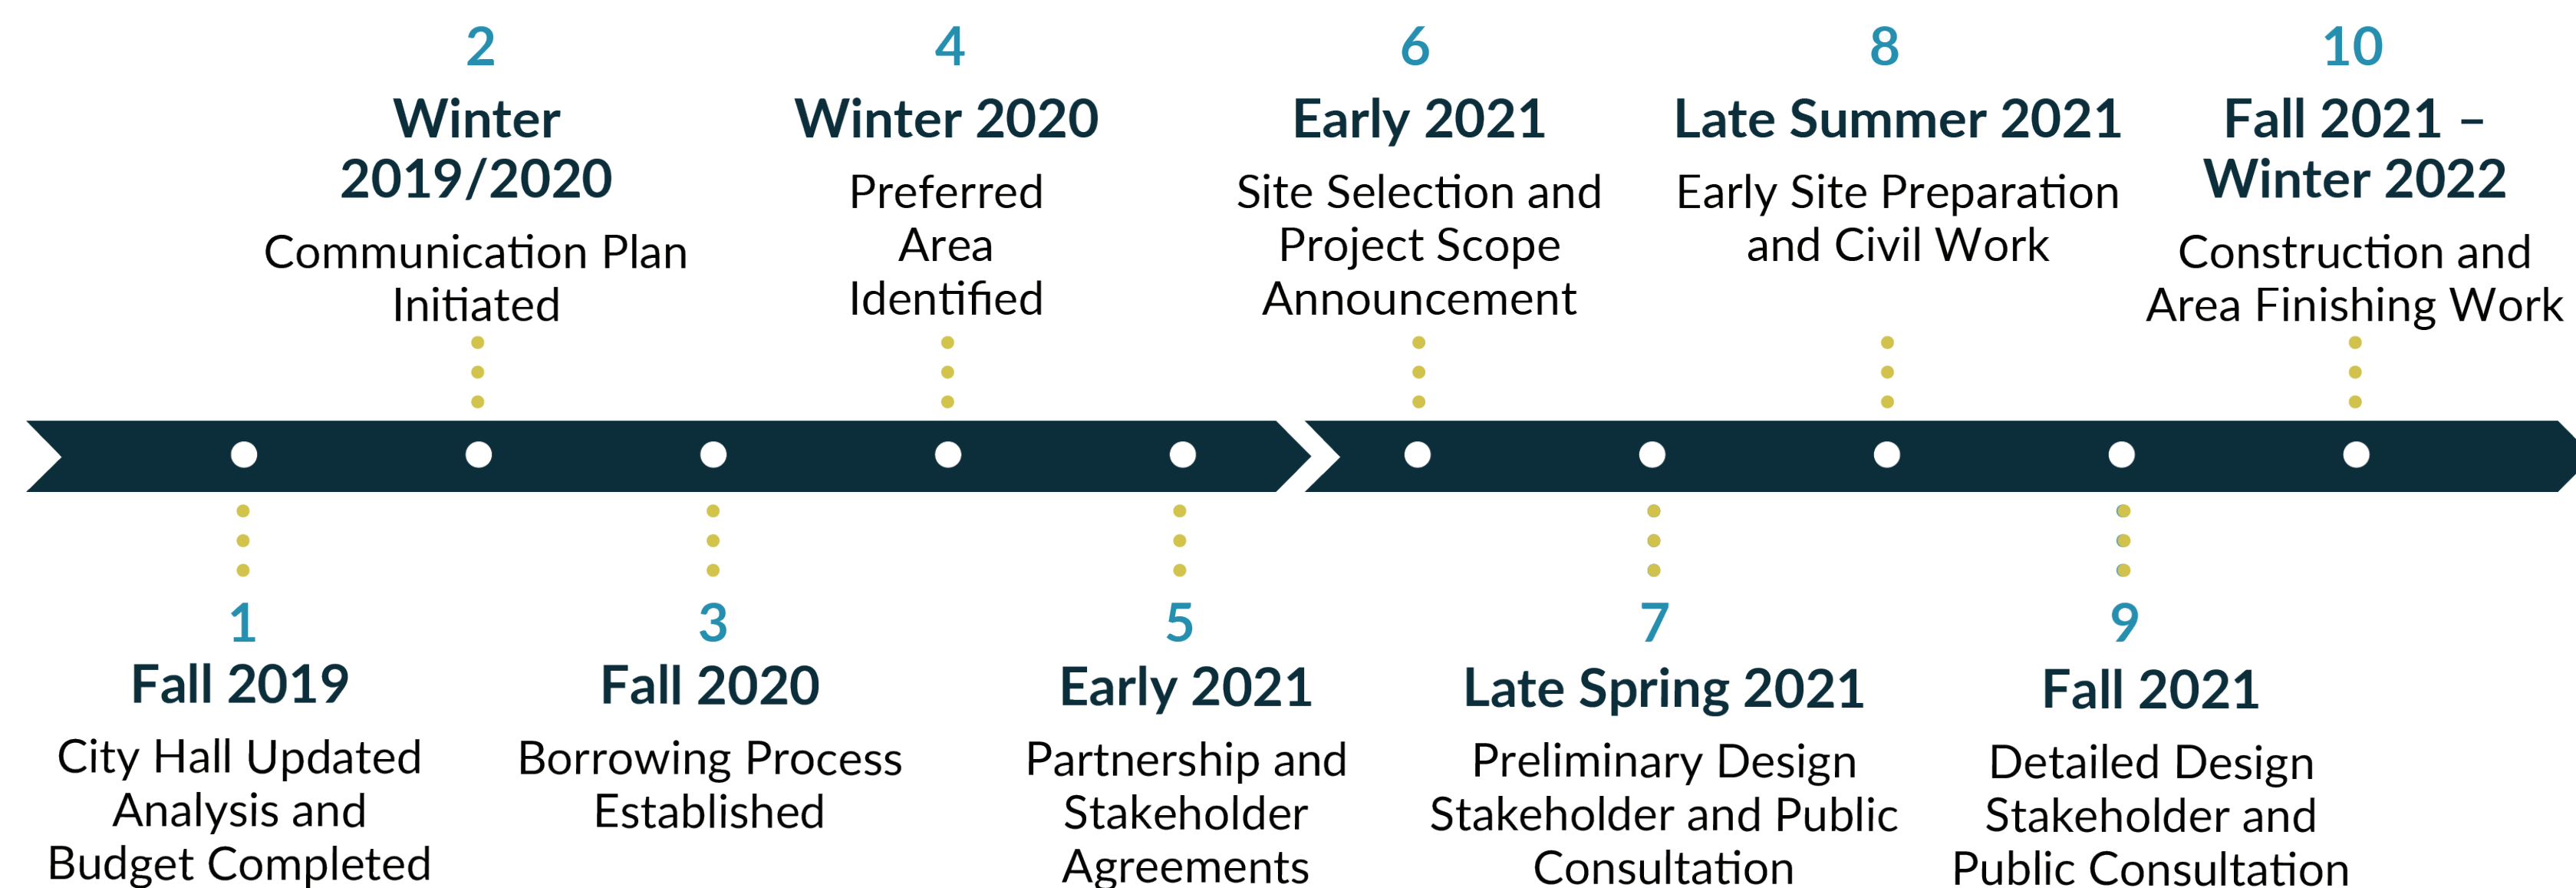 2
Winter
2019/2020
Communication Plan
Initiated
4
Winter 2020
Preferred
Area
Identified
6
Early 2021
Site Selection and
Project Scope
Announcement
8
Late Summer 2021
Early Site Preparation
and Civil Work
10
Fall 2021 –
Winter 2022
Construction and
Area Finishing Work
1
Fall 2019
City Hall Updated
Analysis and
Budget Completed
3
Fall 2020
Borrowing Process
Established
5
Early 2021
Partnership and
Stakeholder
Agreements
7
Late Spring 2021
Preliminary Design
Stakeholder and Public
Consultation
9
Fall 2021
Detailed Design
Stakeholder and
Public Consultation